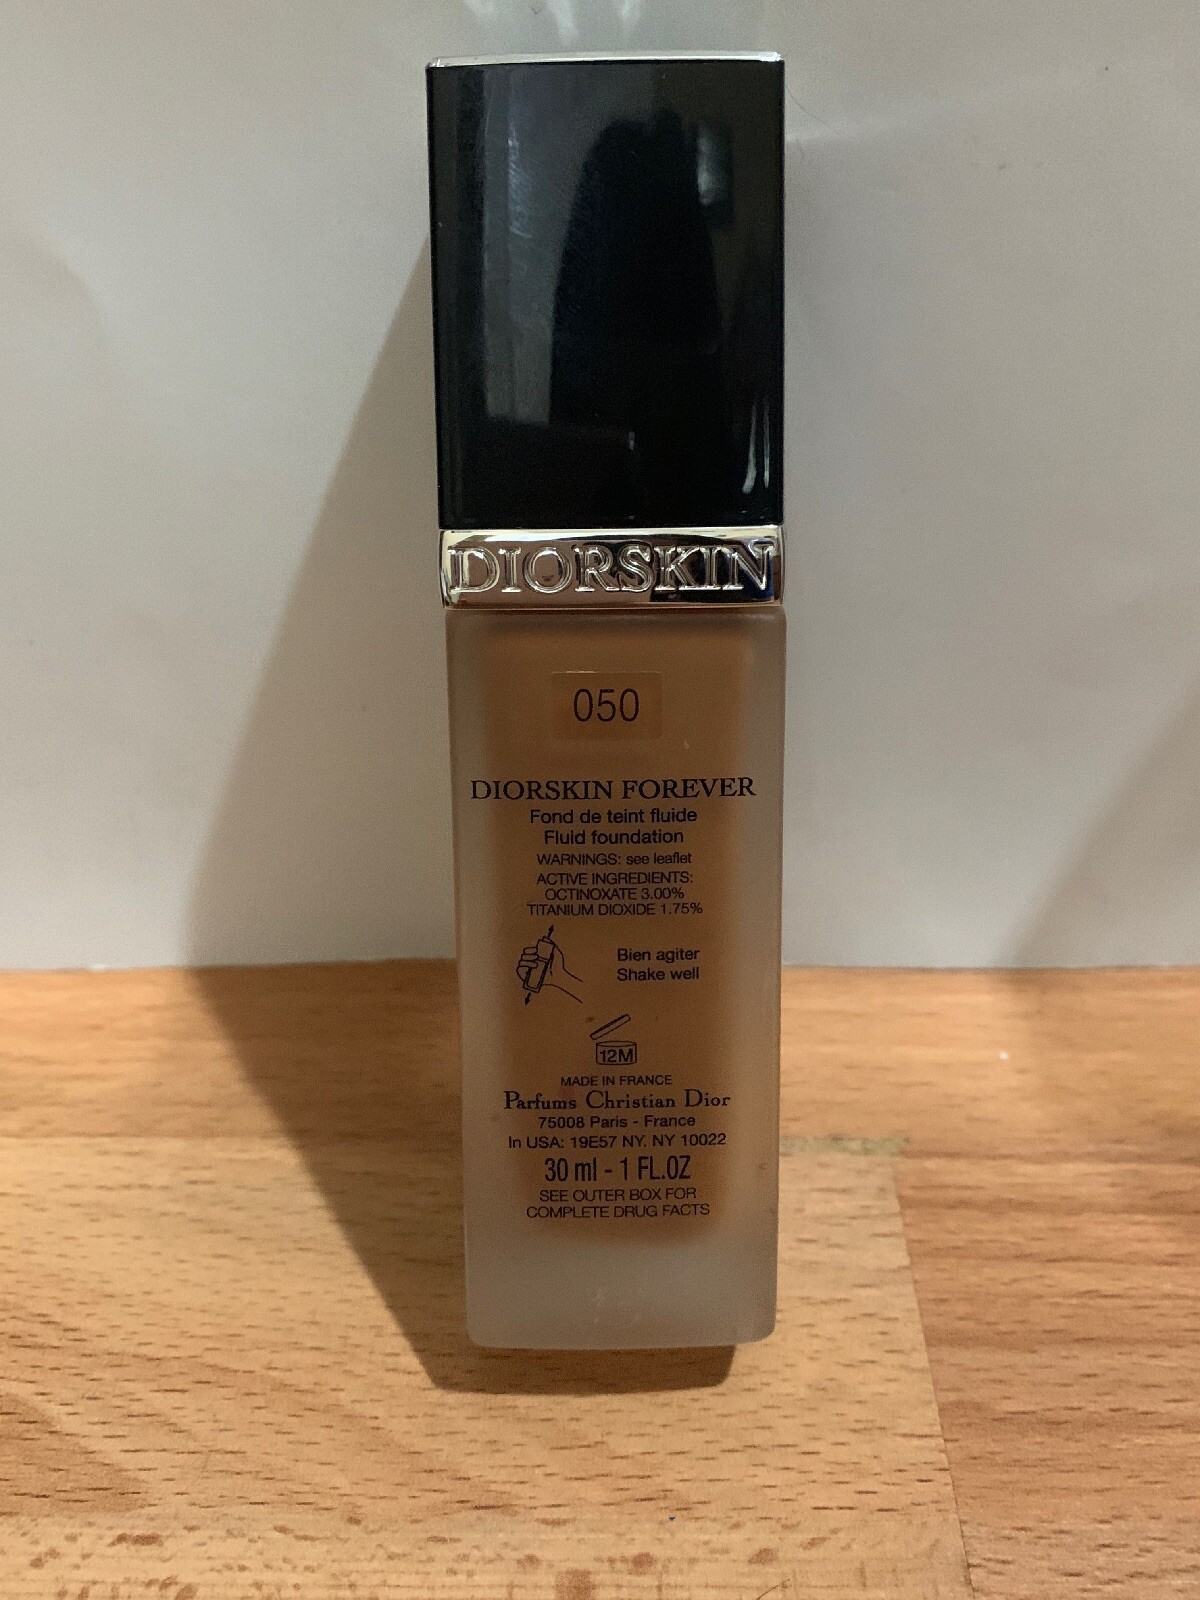 DIORSKIN
050
DIORSKIN FOREVER
Fond de teint fluide
Fluid foundation
WARNINGS: see leaflet
ACTIVE INGREDIENTS:
OCTINOXATE 3.00%
TITANIUM DIOXIDE 1.75%
Bien agiter
Shake well
12M
MADE IN FRANCE
Parfums Christian Dior
75008 Paris - France
In USA: 19E57 NY. NY 10022
30 ml - 1 FL.OZ
SEE OUTER BOX FOR
COMPLETE DRUG FACTS